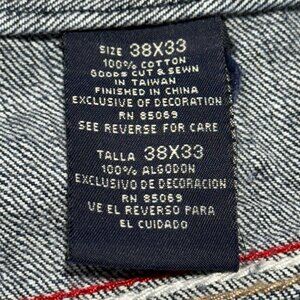 SIZE 38X33
100% COTTON
GOODS CUT & SEWN
IN TAIWAN
FINISHED IN CHINA
EXCLUSIVE OF DECORATION
RN 85069
SEE REVERSE FOR CARE
TALLA 38X33
100% ALGODON
EXCLUSIVO DE DECORACION
RN 85069
VE EL REVERSO PARA
EL CUIDADO